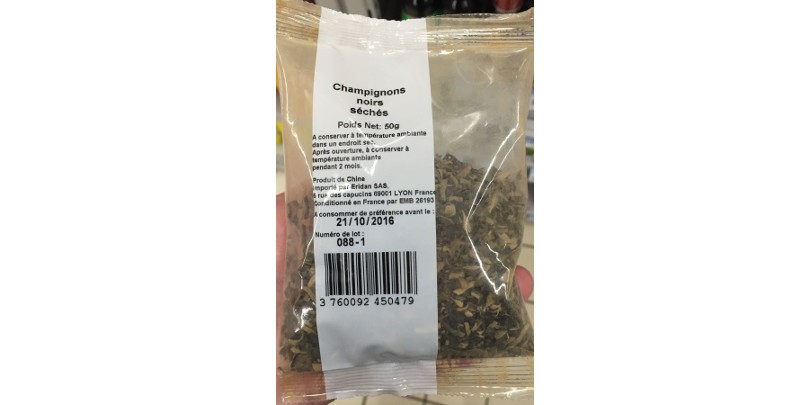 Champignons
noirs
séchés
Poids Net: 50g
A conserver à température ambiante
dans un endroit sec.
Après ouverture, à conserver à
température ambiante
pendant 2 mois.
Produit de Chine
importé par Eridan SAS,
4 rue des capucins 69001 LYON France
Conditionné en France par EMB 26193
A consommer de préférence avant le :
21/10/2016
Numéro de lot :
088-1
3 760092 450479